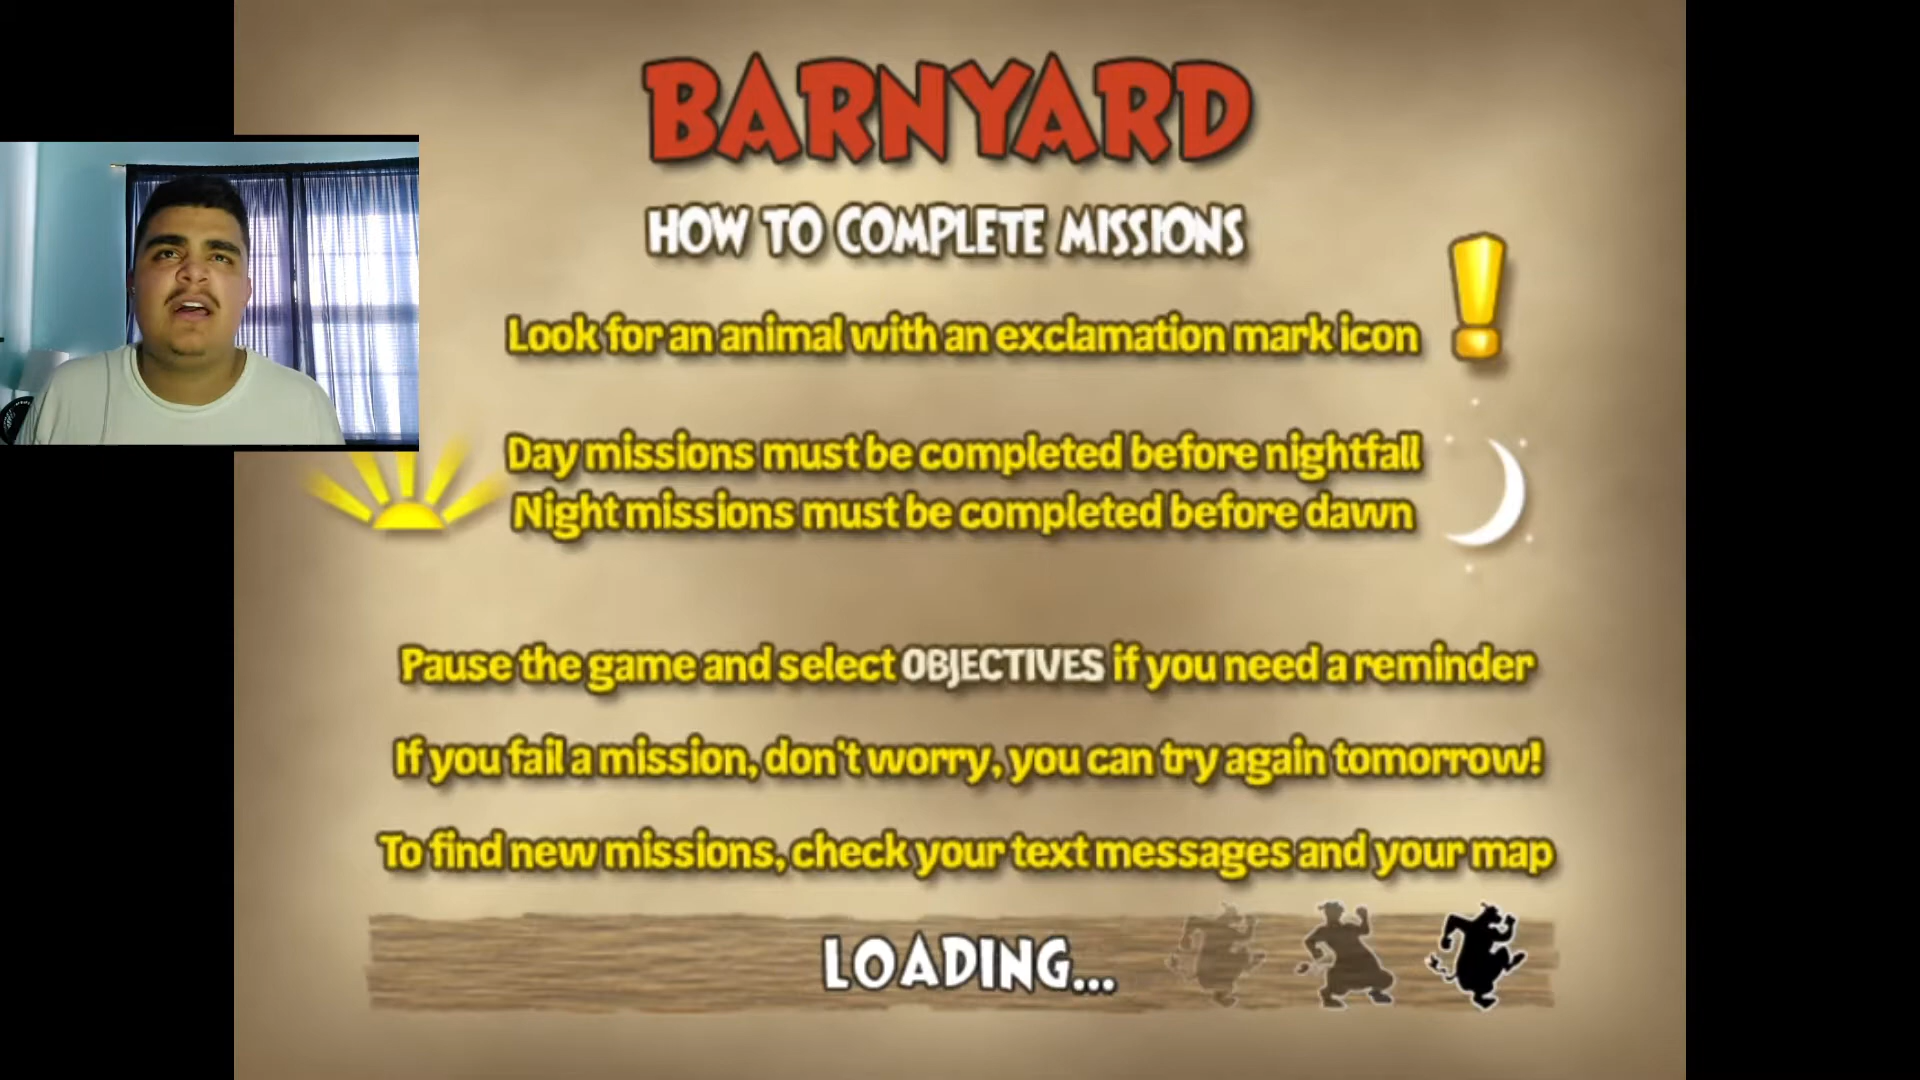 BARNYARD
HOW TO COMPLETE MISSIONS
Look for an animal with an exclamation mark icon
Day missions must be completed before nightfall
Night missions must be completed before dawn
Pause the game and select OBJECTIVES if you need a reminder
If you fail a mission, don't worry, you can try again tomorrow!
To find new missions, check your text messages and your map
LOADING...